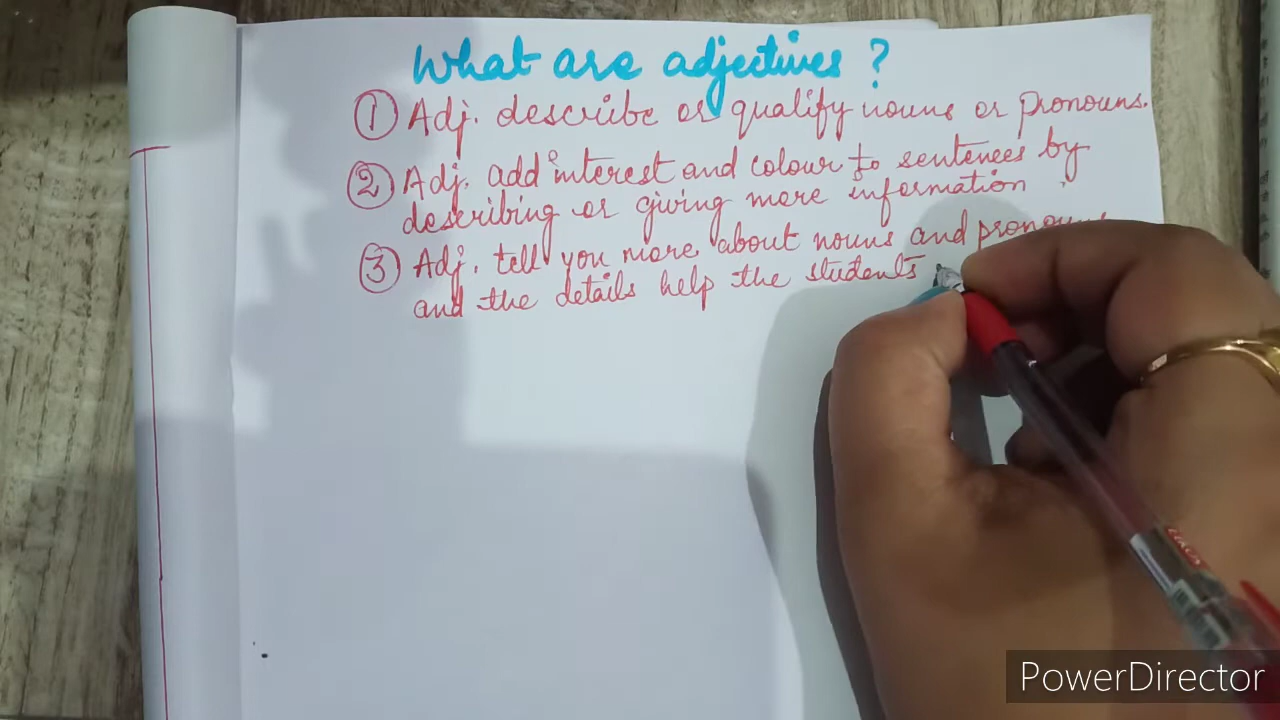 What are adjectives ?
① Adj. describe or qualify nouns or pronouns.
② Adj. add interest and colour to sentences by
describing or giving more information .
③ Adj. tell you more about nouns and pronouns
and the details help the students
PowerDirector